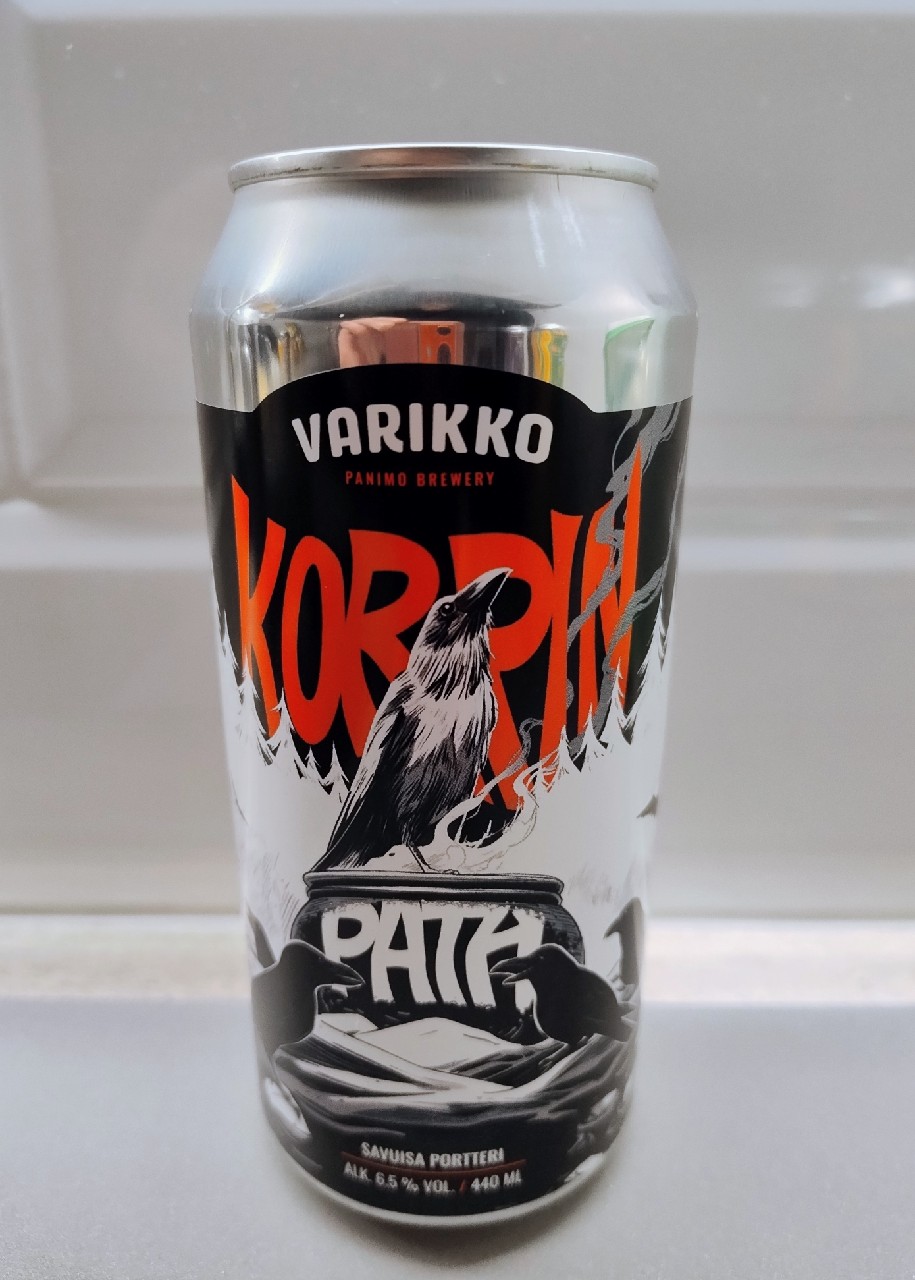 VARIKKO
PANIMO BREWERY
KORPIN
PATA
SAVUISA PORTTERI
ALK. 6.5 % VOL. / 440 ML